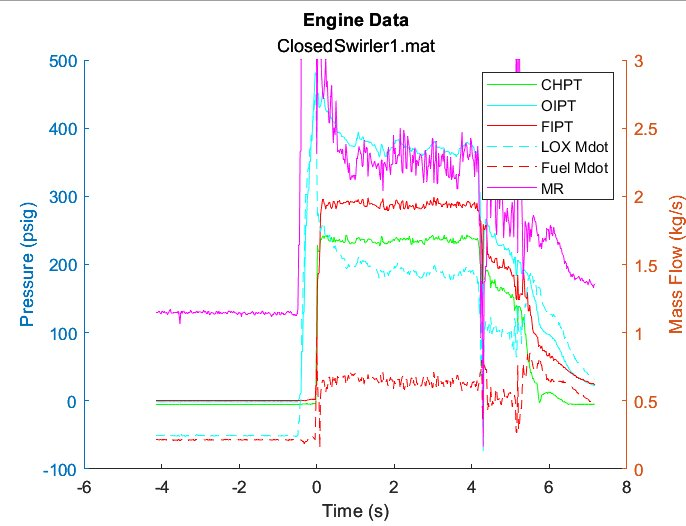 Engine Data
ClosedSwirler1.mat
500
400
300
200
100
0
-100
Pressure (psig)
3
2.5
2
1.5
1
0.5
0
Mass Flow (kg/s)
CHPT
OIPT
FIPT
LOX Mdot
Fuel Mdot
MR
-6
-4
-2
0
2
4
6
8
Time (s)